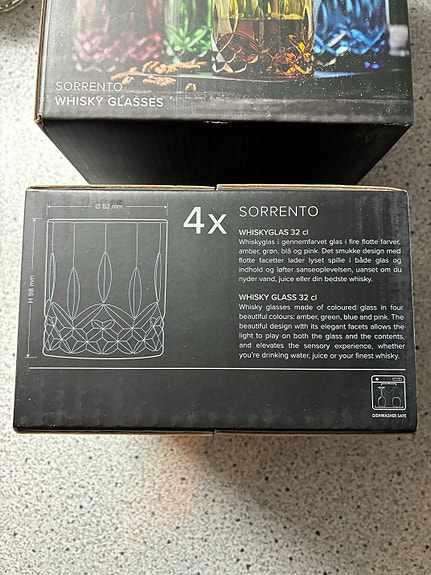 SORRENTO
WHISKY GLASSES
∅ 82 mm
H 98 mm
4x
SORRENTO
WHISKYGLAS 32 cl
Whiskyglas i gennemfarvet glas i fire flotte farver,
amber, grøn, blå og pink. Det smukke design med
flotte facetter lader lyset spille i både glas og
indhold og løfter.sanseoplevelsen, uanset om du
nyder vand, juice eller din bedste whisky.
WHISKY GLASS 32 cl
Whisky glasses made of coloured glass in four
beautiful colours: amber, green, blue and pink. The
beautiful design with its elegant facets allows the
light to play on both the glass and the contents,
and elevates the sensory experience, whether
you're drinking water, juice or your finest whisky.
DISHWASHER SAFE